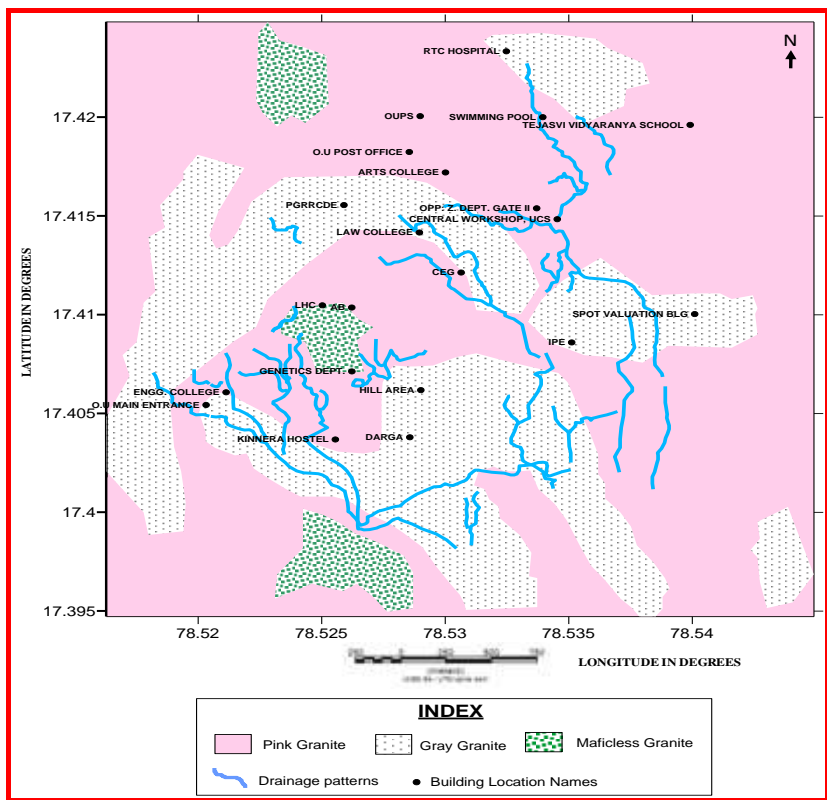 N
RTC HOSPITAL
17.42
OUPS
SWIMMING POOL
TEJASVI VIDYARANYA SCHOOL
O.U POST OFFICE
ARTS COLLEGE
PGRRCDE
OPP: Z. DEPT. GATE II
17.415
CENTRAL WORKSHOP, UCS
LAW COLLEGE
CEG
LATITUDE IN DEGREES
LHC
AB.
17.41
SPOT VALUATION BLG
IPE
GENETICS DEPT.
ENGG. COLLEGE
HILL AREA
O.U MAIN ENTRANCE
17.405
KINNERA HOSTEL
DARGA
17.4
17.395
78.52
78.525
78.53
78.535
78.54
LONGITUDE IN DEGREES
INDEX
Pink Granite
Gray Granite
Maficless Granite
Drainage patterns
Building Location Names